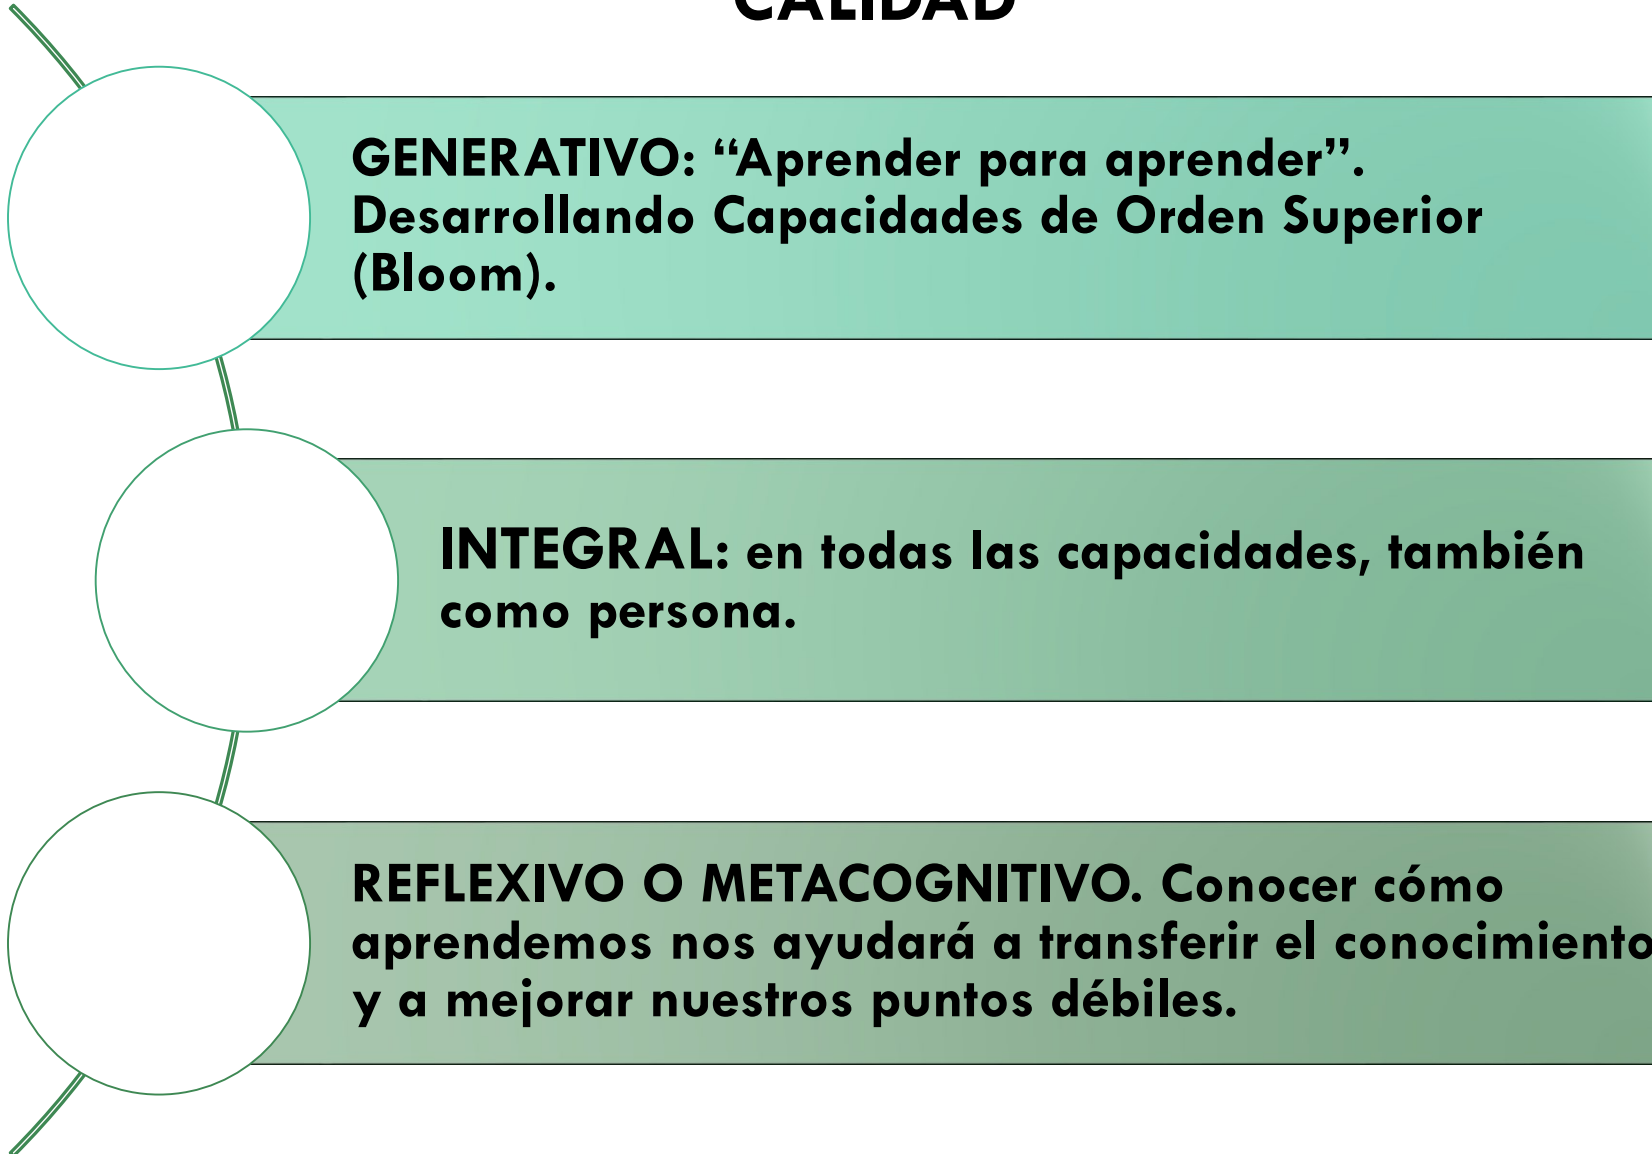 CALIDAD
GENERATIVO: “Aprender para aprender”.
Desarrollando Capacidades de Orden Superior
(Bloom).
INTEGRAL: en todas las capacidades, también
como persona.
REFLEXIVO O METACOGNITIVO. Conocer cómo
aprendemos nos ayudará a transferir el conocimiento
y a mejorar nuestros puntos débiles.